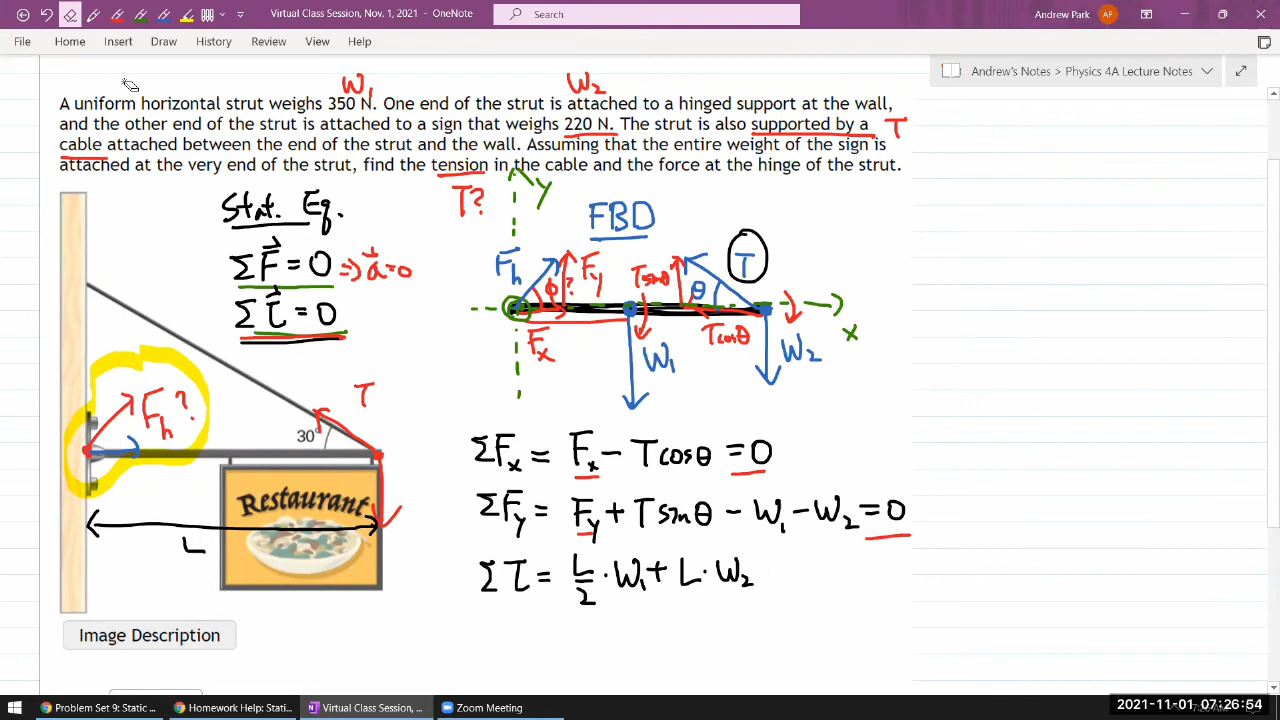 Virtual Class Session, Nov. 1, 2021 - OneNote
Search
Andrew Park
AP
File Home Insert Draw History Review View Help
Andrew's Notes > Physics 4A Lecture Notes
W₁ W₂
A uniform horizontal strut weighs 350 N. One end of the strut is attached to a hinged support at the wall,
and the other end of the strut is attached to a sign that weighs 220 N. The strut is also supported by a T
cable attached between the end of the strut and the wall. Assuming that the entire weight of the sign is
attached at the very end of the strut, find the tension in the cable and the force at the hinge of the strut.
T?
Stat. Eq.
ΣF⃗ = 0 ⇒ a⃗ = 0
Στ⃗ = 0
y
FBD
F⃗h Fy Tsinθ T
ϕ? θ
Fx Tcosθ x
W₁ W₂
T
Fh?
30°
Restaurant
L
ΣFx = Fx - Tcosθ = 0
ΣFy = Fy + Tsinθ - W₁ - W₂ = 0
Στ = L/2 · W₁ + L · W₂
Image Description
Problem Set 9: Static ... Homework Help: Stati... Virtual Class Session, ... Zoom Meeting
2021-11-01 07:26:54